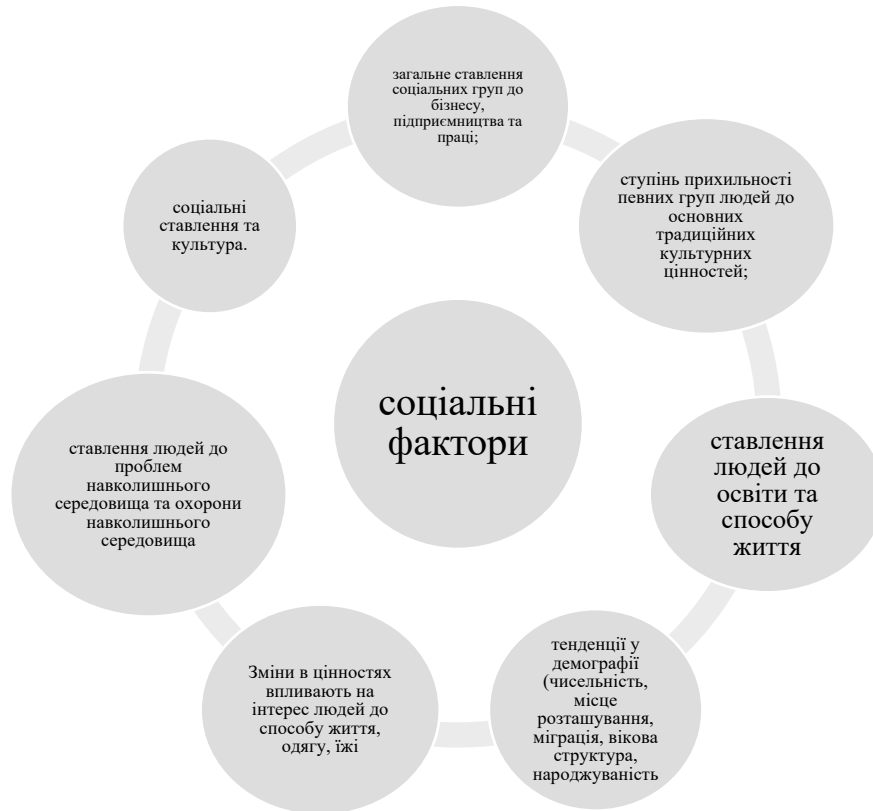 загальне ставлення
соціальних груп до
бізнесу,
підприємництва та
праці;
ступінь прихильності
певних груп людей до
основних
традиційних
культурних
цінностей;
ставлення
людей до
освіти та
способу
життя
тенденції у
демографії
(чисельність,
місце
розташування,
міграція, вікова
структура,
народжуваність
Зміни в цінностях
впливають на
інтерес людей до
способу життя,
одягу, їжі
ставлення людей до
проблем
навколишнього
середовища та охорони
навколишнього
середовища
соціальні
ставлення та
культура.
соціальні
фактори